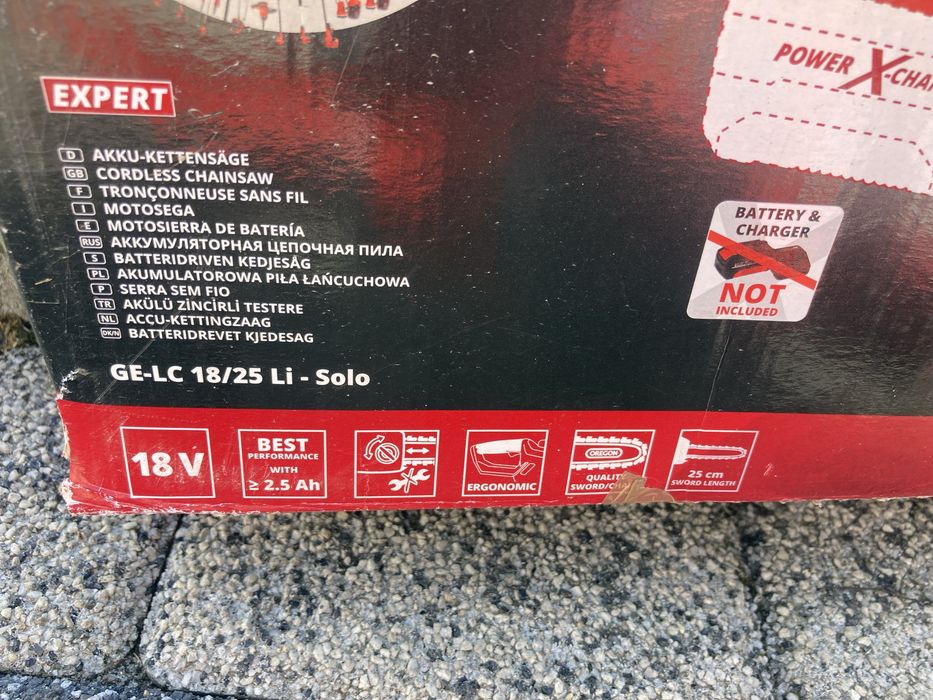 POWER X-CHA
EXPERT
D AKKU-KETTENSÄGE
GB CORDLESS CHAINSAW
F TRONÇONNEUSE SANS FIL
I MOTOSEGA
E MOTOSIERRA DE BATERÍA
RUS АККУМУЛЯТОРНАЯ ЦЕПОЧНАЯ ПИЛА
S BATTERIDRIVEN KEDJESÅG
PL AKUMULATOROWA PIŁA ŁAŃCUCHOWA
P SERRA SEM FIO
TR AKÜLÜ ZİNCİRLİ TESTERE
NL ACCU-KETTINGZAAG
DK/N BATTERIDREVET KJEDESAG
BATTERY &
CHARGER
NOT
INCLUDED
GE-LC 18/25 Li - Solo
18 V
BEST
PERFORMANCE
WITH
≥ 2.5 Ah
ERGONOMIC
OREGON
QUALITY
SWORD/CH
25 cm
SWORD LENGTH